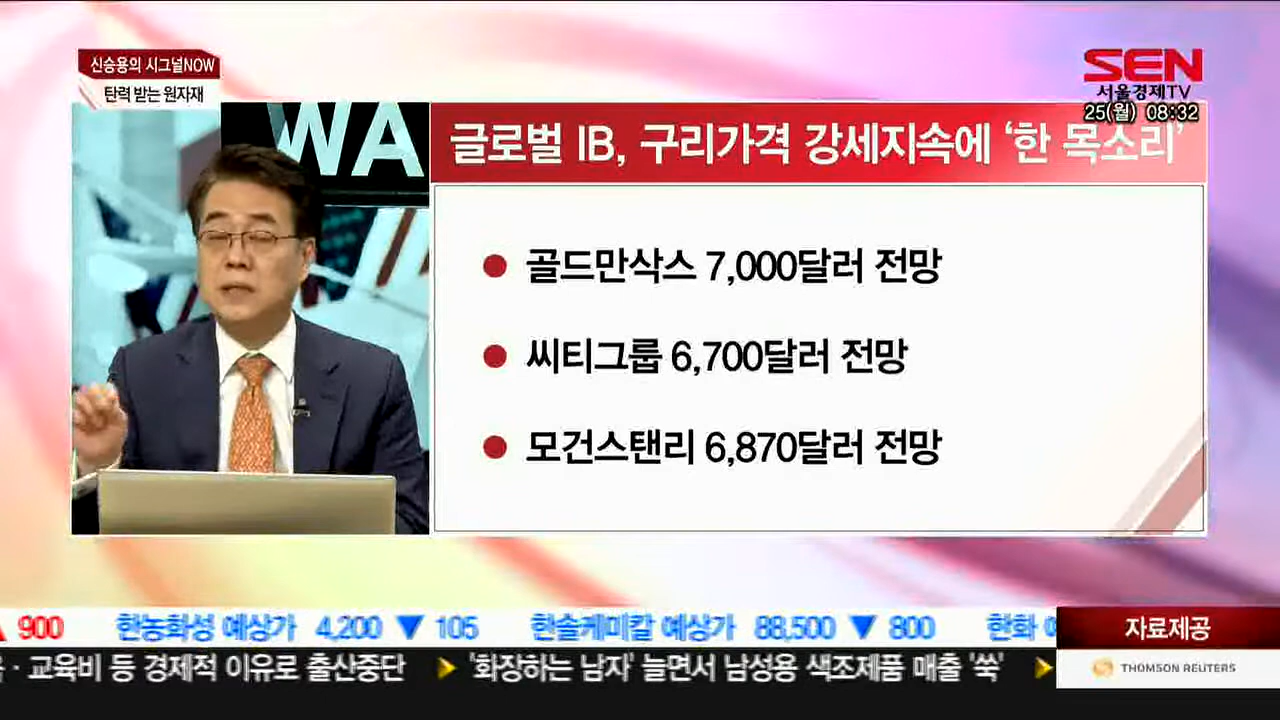 신승용의 시그널NOW
탄력 받는 원자재
SEN
서울경제TV
25(월) 08:32
WA
글로벌 IB, 구리가격 강세지속에 ‘한 목소리’
● 골드만삭스 7,000달러 전망
● 씨티그룹 6,700달러 전망
● 모건스탠리 6,870달러 전망
▲ 900 한농화성 예상가 4,200 ▼ 105 한솔케미칼 예상가 88,500 ▼ 800 한화
자료제공
· 교육비 등 경제적 이유로 출산중단 ▶ '화장하는 남자' 늘면서 남성용 색조제품 매출 '쑥' ▶
THOMSON REUTERS